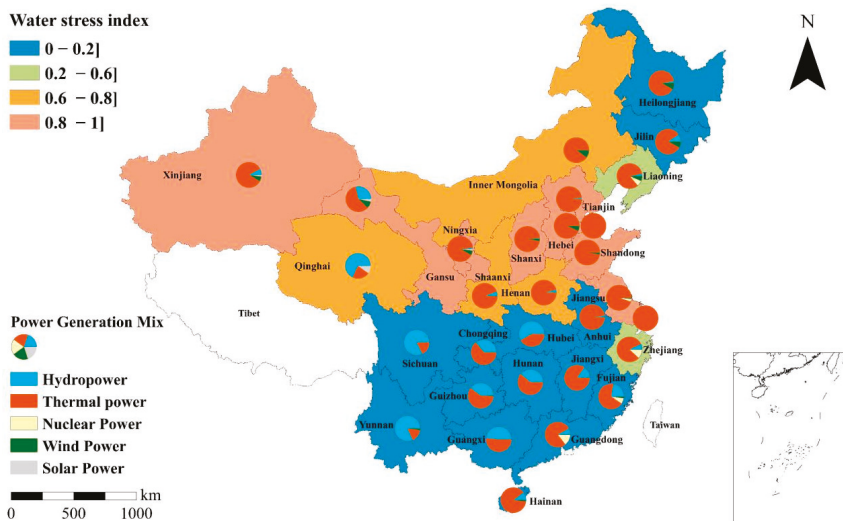 Water stress index
0 – 0.2]
0.2 – 0.6]
0.6 – 0.8]
0.8 – 1]
N
Heilongjiang
Jilin
Liaoning
Xinjiang
Inner Mongolia
Tianjin
Ningxia
Hebei
Shandong
Shanxi
Qinghai
Gansu
Shaanxi
Henan
Jiangsu
Tibet
Anhui
Chongqing
Hubei
Zhejiang
Sichuan
Hunan
Jiangxi
Fujian
Guizhou
Yunnan
Guangxi
Guangdong
Taiwan
Hainan
Power Generation Mix
Hydropower
Thermal power
Nuclear Power
Wind Power
Solar Power
km
0 500 1000